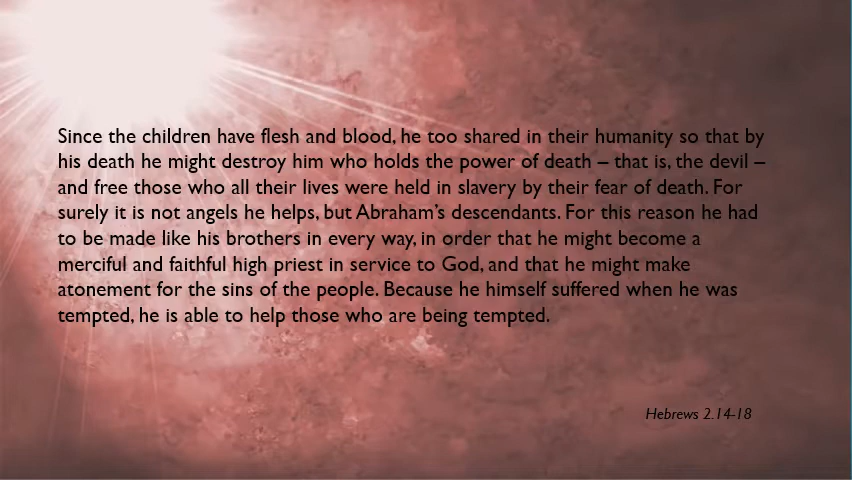 Since the children have flesh and blood, he too shared in their humanity so that by
his death he might destroy him who holds the power of death – that is, the devil –
and free those who all their lives were held in slavery by their fear of death. For
surely it is not angels he helps, but Abraham’s descendants. For this reason he had
to be made like his brothers in every way, in order that he might become a
merciful and faithful high priest in service to God, and that he might make
atonement for the sins of the people. Because he himself suffered when he was
tempted, he is able to help those who are being tempted.
Hebrews 2.14-18